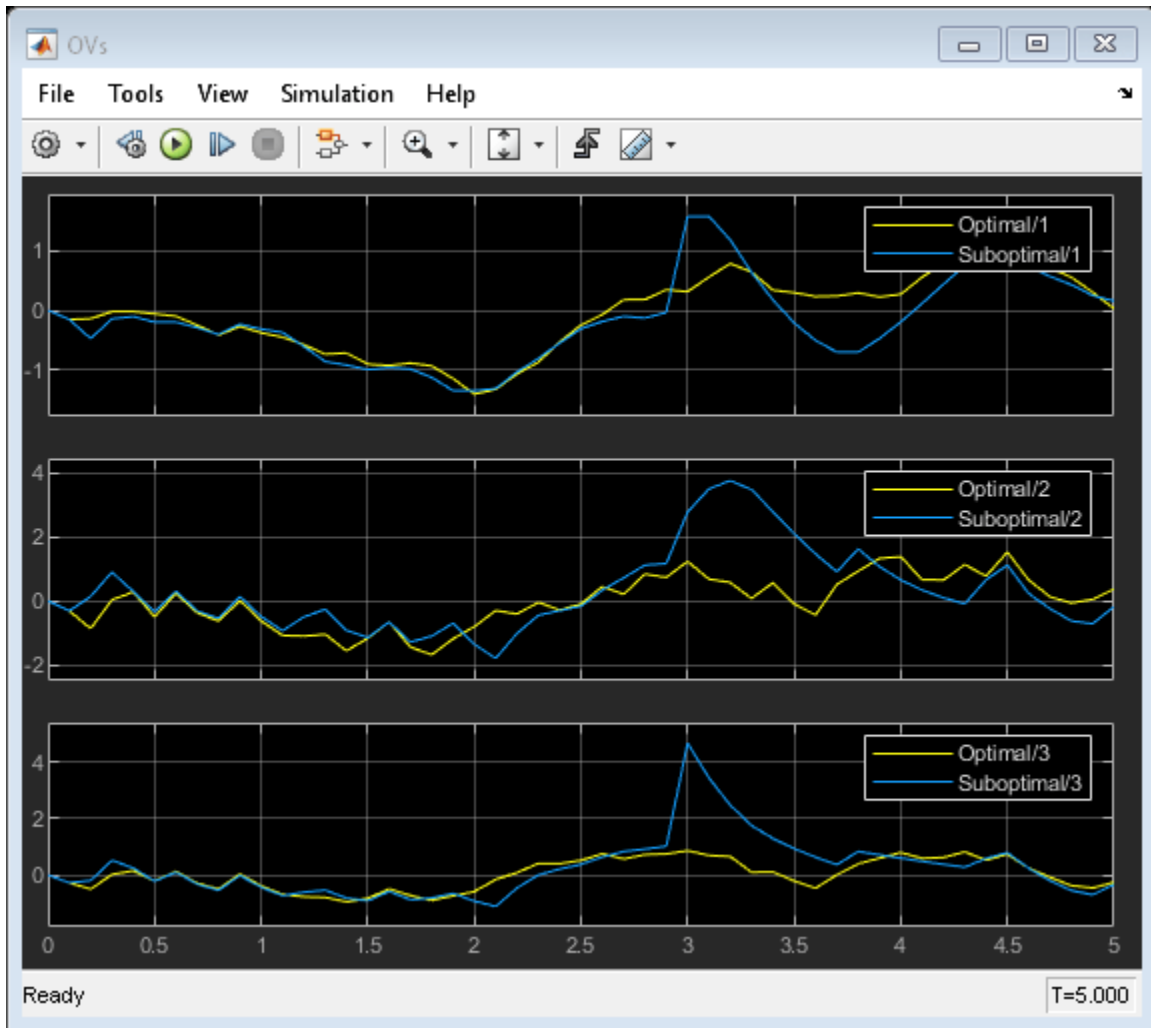 OVs
File Tools View Simulation Help
1
0
-1
Optimal/1
Suboptimal/1
4
2
0
-2
Optimal/2
Suboptimal/2
4
2
0
Optimal/3
Suboptimal/3
0 0.5 1 1.5 2 2.5 3 3.5 4 4.5 5
Ready T=5.000